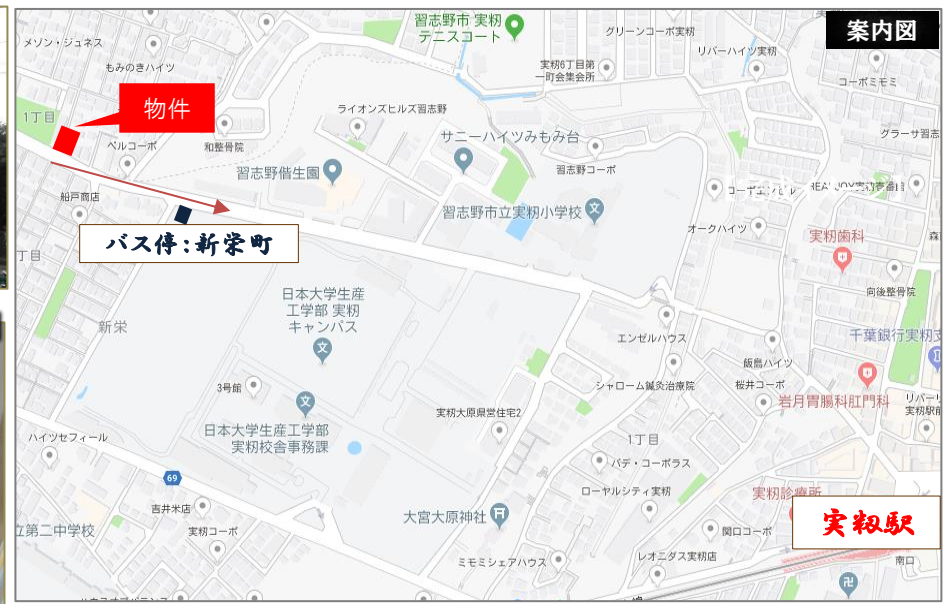 案内図
習志野市 実籾
テニスコート
グリーンコーポ実籾
メゾン・ジュネス
リバーハイツ実籾
もみのきハイツ
実籾6丁目第
一町会集会所
コーポミモミ
物件
1丁目
ライオンズヒルズ習志野
ベルコーポ
和整骨院
サニーハイツみもみ台
グラーサ習志
習志野偕生園
習志野コーポ
船戸商店
習志野市立実籾小学校
オークハイツ
実籾歯科
バス停:新栄町
丁目
向後整骨院
日本大学生産
工学部 実籾
キャンパス
新栄
エンゼルハウス
千葉銀行実籾支
飯島ハイツ
3号館
シャローム鍼灸治療院
桜井コーポ
岩月胃腸科肛門科
リバーリ
実籾駅前
実籾大原県営住宅2
日本大学生産工学部
実籾校舎事務課
ハイツセフィール
1丁目
パデ・コーポラス
69
ローヤルシティ実籾
実籾診療所
吉井米店
大宮大原神社
実籾駅
立第二中学校
実籾コーポ
関口コーポ
レオニダス実籾店
ミモミシェアハウス
南口